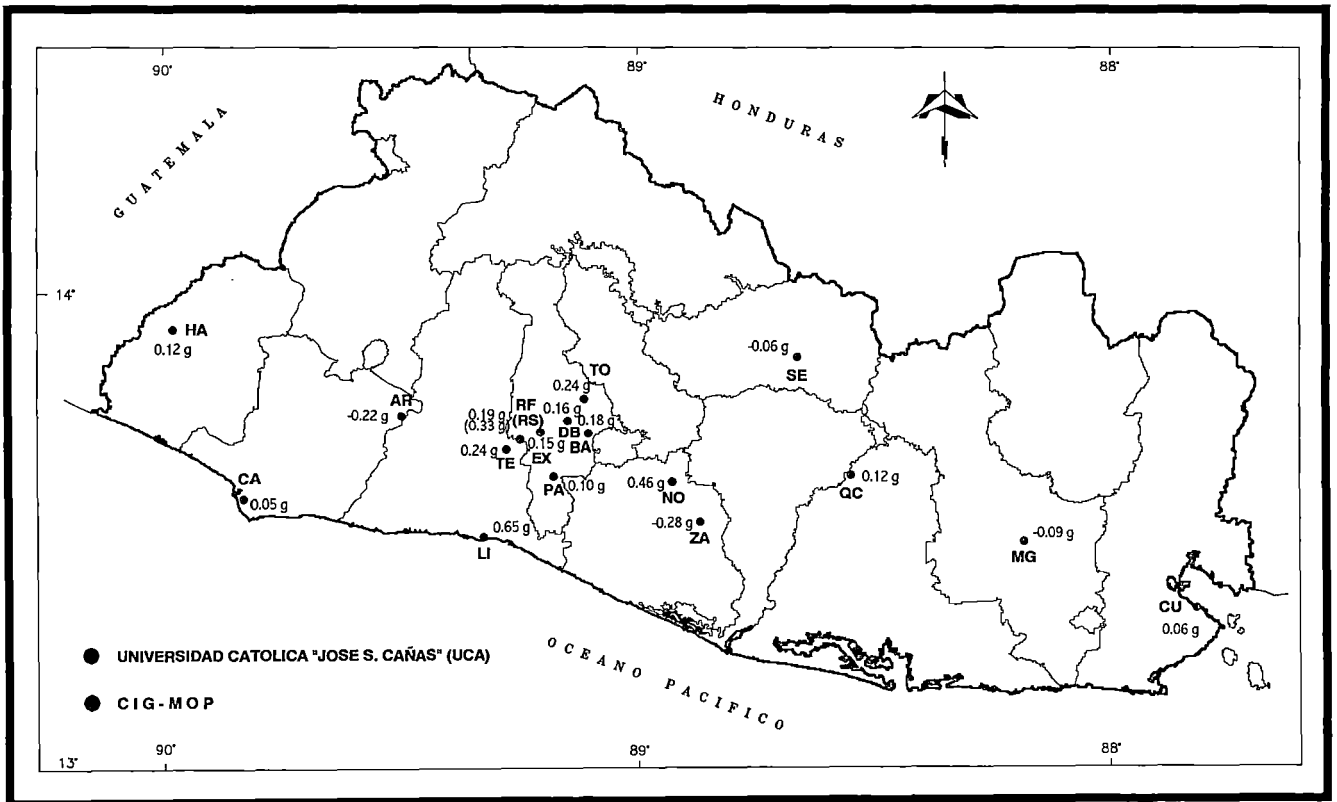 90°
89°
88°
GUATEMALA
HONDURAS
14°
HA
0.12 g
-0.06 g
SE
TO
0.24 g
AR
-0.22 g
RF
(RS)
0.19 g
(0.33 g)
0.16 g
0.18 g
DB
BA
0.15 g
EX
0.24 g
TE
PA
0.10 g
CA
0.05 g
0.46 g
NO
0.12 g
QC
-0.28 g
ZA
0.65 g
LI
-0.09 g
MG
CU
0.06 g
OCEANO PACIFICO
UNIVERSIDAD CATOLICA "JOSE S. CAÑAS" (UCA)
CIG-MOP
13°
90°
89°
88°